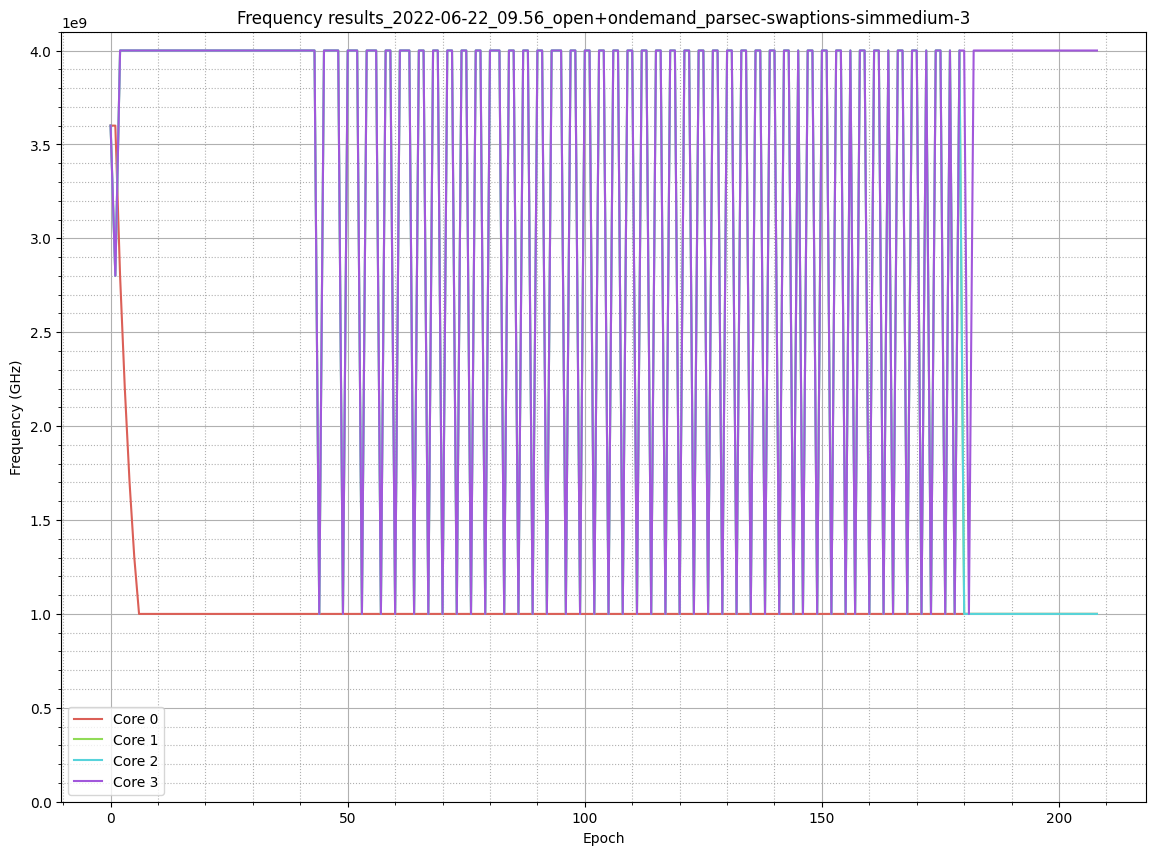 Frequency results_2022-06-22_09.56_open+ondemand_parsec-swaptions-simmedium-3
1e9
4.0
3.5
3.0
2.5
2.0
1.5
1.0
0.5
0.0
Frequency (GHz)
Core 0
Core 1
Core 2
Core 3
0 50 100 150 200
Epoch